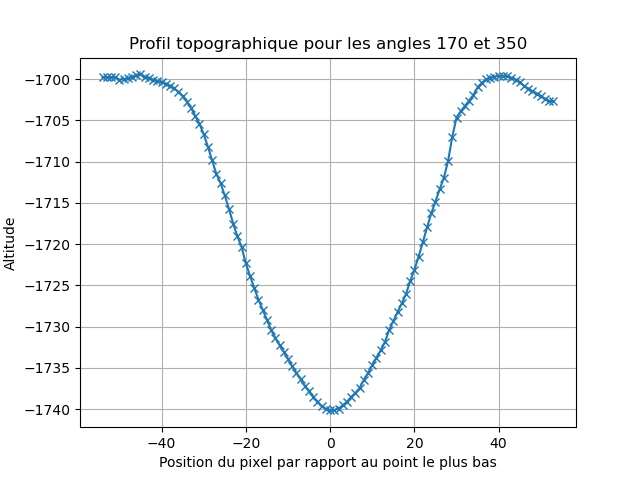 Profil topographique pour les angles 170 et 350
Altitude
−1700
−1705
−1710
−1715
−1720
−1725
−1730
−1735
−1740
−40 −20 0 20 40
Position du pixel par rapport au point le plus bas